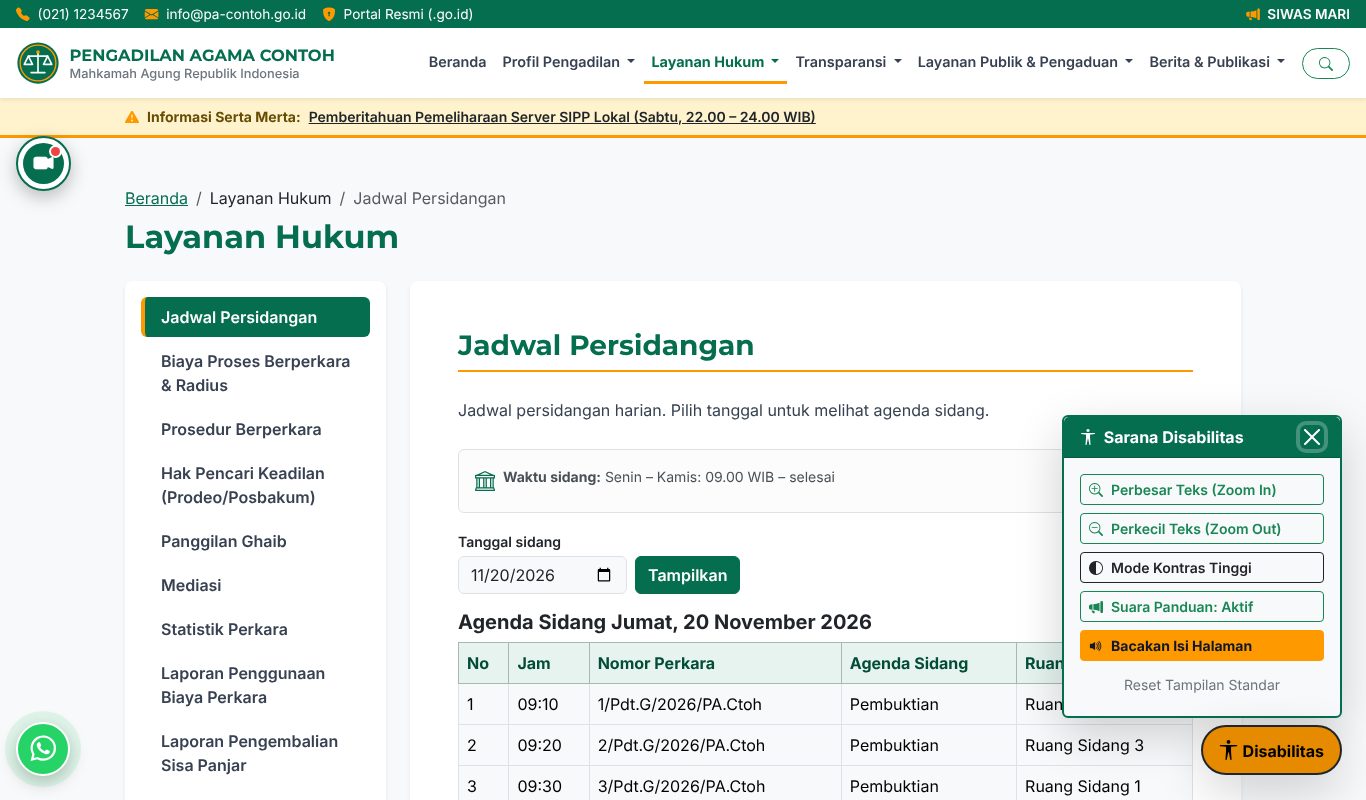 (021) 1234567 info@pa-contoh.go.id Portal Resmi (.go.id) SIWAS MARI
PENGADILAN AGAMA CONTOH
Mahkamah Agung Republik Indonesia
Beranda Profil Pengadilan Layanan Hukum Transparansi Layanan Publik & Pengaduan Berita & Publikasi
Informasi Serta Merta: Pemberitahuan Pemeliharaan Server SIPP Lokal (Sabtu, 22.00 – 24.00 WIB)
Beranda / Layanan Hukum / Jadwal Persidangan
Layanan Hukum
Jadwal Persidangan
Biaya Proses Berperkara
& Radius
Prosedur Berperkara
Hak Pencari Keadilan
(Prodeo/Posbakum)
Panggilan Ghaib
Mediasi
Statistik Perkara
Laporan Penggunaan
Biaya Perkara
Laporan Pengembalian
Sisa Panjar
Jadwal Persidangan
Jadwal persidangan harian. Pilih tanggal untuk melihat agenda sidang.
Waktu sidang: Senin – Kamis: 09.00 WIB – selesai
Tanggal sidang
11/20/2026 Tampilkan
Agenda Sidang Jumat, 20 November 2026
No Jam Nomor Perkara Agenda Sidang
1 09:10 1/Pdt.G/2026/PA.Ctoh Pembuktian
2 09:20 2/Pdt.G/2026/PA.Ctoh Pembuktian Ruang Sidang 3
3 09:30 3/Pdt.G/2026/PA.Ctoh Pembuktian Ruang Sidang 1
Sarana Disabilitas
Perbesar Teks (Zoom In)
Perkecil Teks (Zoom Out)
Mode Kontras Tinggi
Suara Panduan: Aktif
Bacakan Isi Halaman
Reset Tampilan Standar
Disabilitas